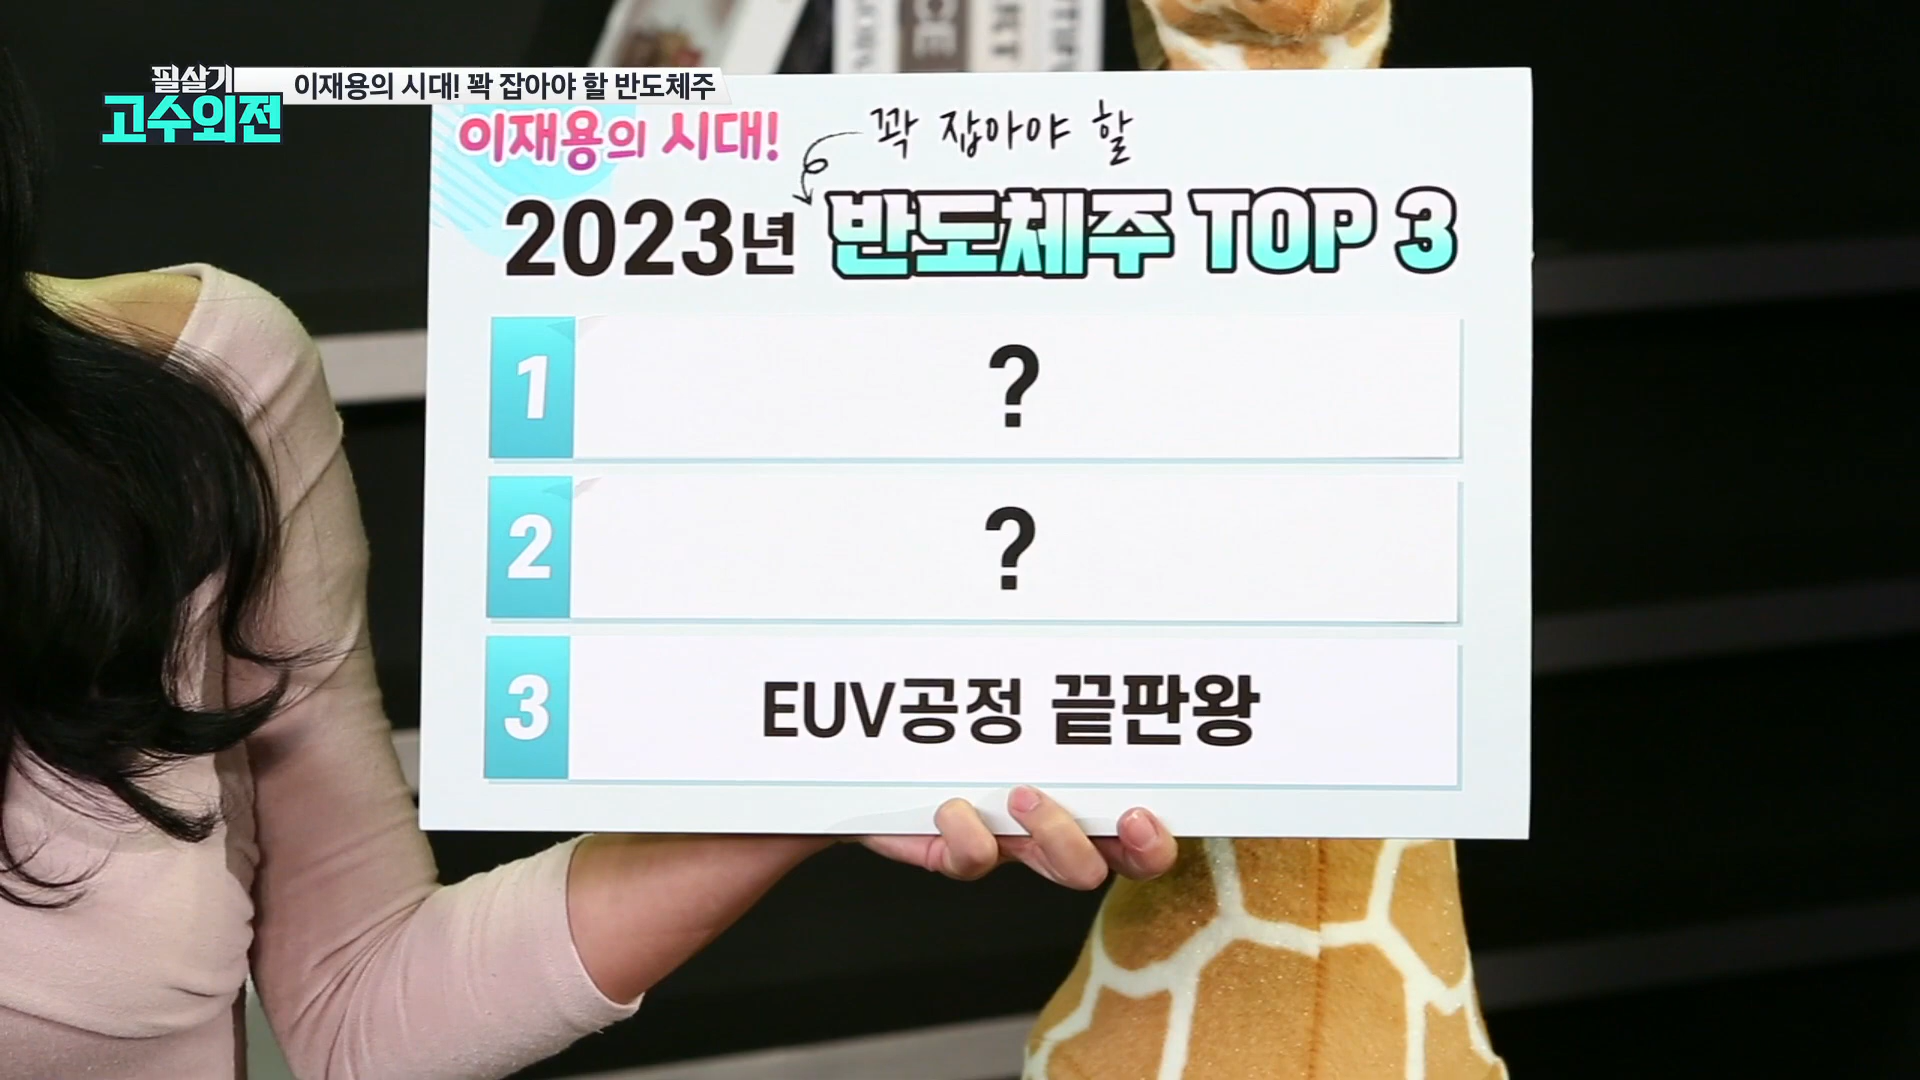 필살기
고수외전
이재용의 시대! 꽉 잡아야 할 반도체주
이재용의 시대!
꽉 잡아야 할
2023년 반도체주 TOP 3
1 ?
2 ?
3 EUV공정 끝판왕